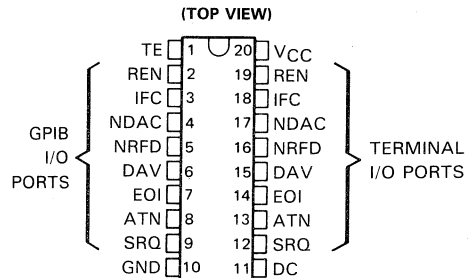 (TOP VIEW)
TE 1 20 VCC
REN 2 19 REN
IFC 3 18 IFC
NDAC 4 17 NDAC
NRFD 5 16 NRFD
DAV 6 15 DAV
EOI 7 14 EOI
ATN 8 13 ATN
SRQ 9 12 SRQ
GND 10 11 DC
GPIB
I/O
PORTS
TERMINAL
I/O PORTS